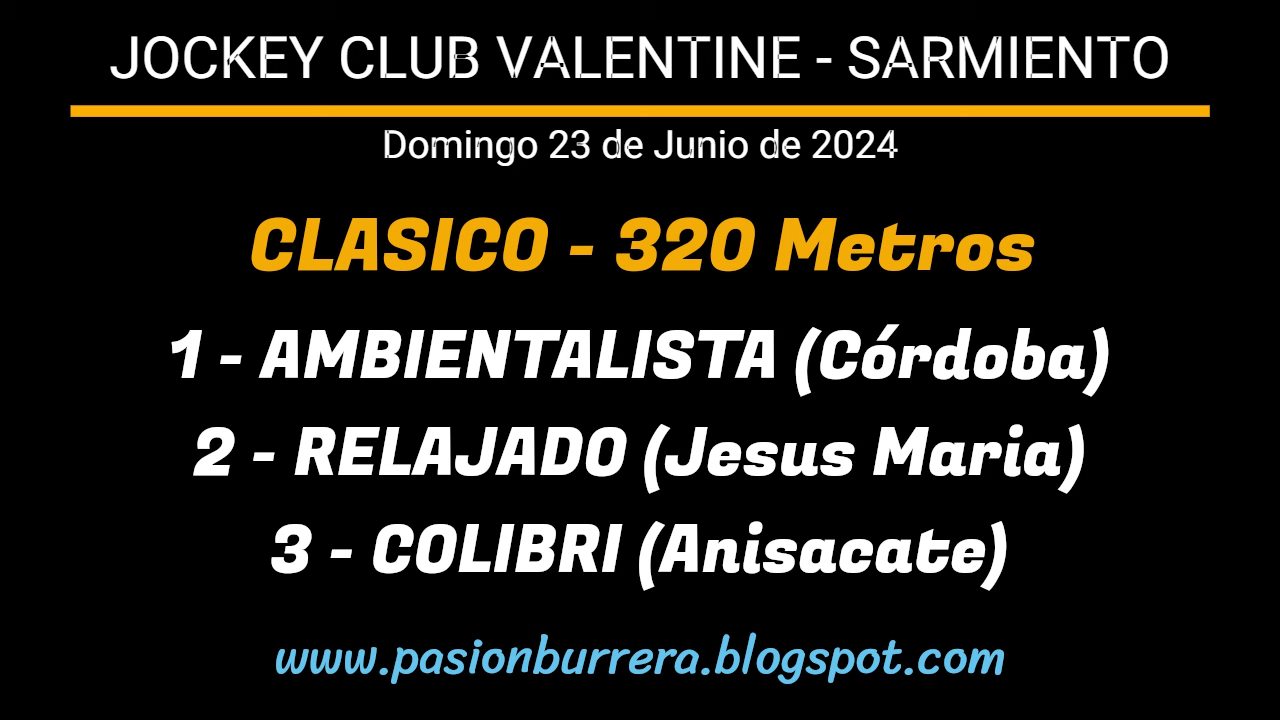 JOCKEY CLUB VALENTINE - SARMIENTO
Domingo 23 de Junio de 2024
CLASICO - 320 Metros
1 - AMBIENTALISTA (Córdoba)
2 - RELAJADO (Jesus Maria)
3 - COLIBRI (Anisacate)
www.pasionburrera.blogspot.com